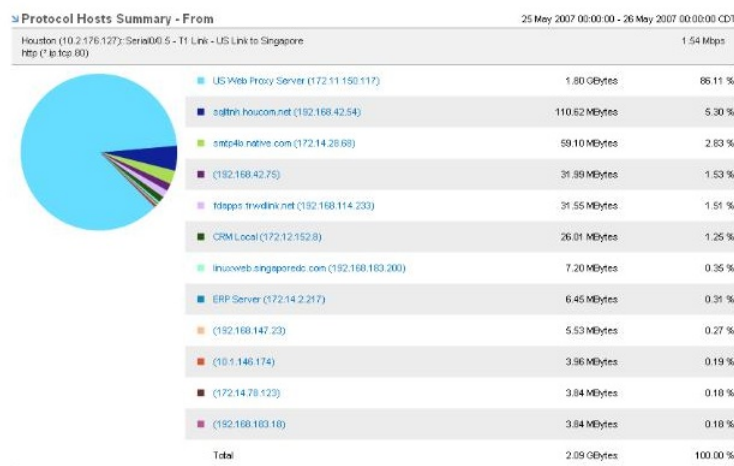 Protocol Hosts Summary - From 25 May 2007 00:00:00 - 26 May 2007 00:00:00 CDT
Houston (10.2.176.127)::Serial0/0.5 - T1 Link - US Link to Singapore 1.54 Mbps
http (*.ip.tcp.80)
US Web Proxy Server (172.11.150.117) 1.80 GBytes 86.11 %
sqltnh.houcom.net (192.168.42.54) 110.62 MBytes 5.30 %
smtp4b.native.com (172.14.28.68) 59.10 MBytes 2.83 %
(192.168.42.75) 31.99 MBytes 1.53 %
fdapps.trwdlink.net (192.168.114.233) 31.55 MBytes 1.51 %
CRM Local (172.12.152.8) 26.01 MBytes 1.25 %
linuxweb.singaporedc.com (192.168.183.200) 7.20 MBytes 0.35 %
ERP Server (172.14.2.217) 6.45 MBytes 0.31 %
(192.168.147.23) 5.53 MBytes 0.27 %
(10.1.146.174) 3.96 MBytes 0.19 %
(172.14.78.123) 3.84 MBytes 0.18 %
(192.168.183.18) 3.84 MBytes 0.18 %
Total 2.09 GBytes 100.00 %